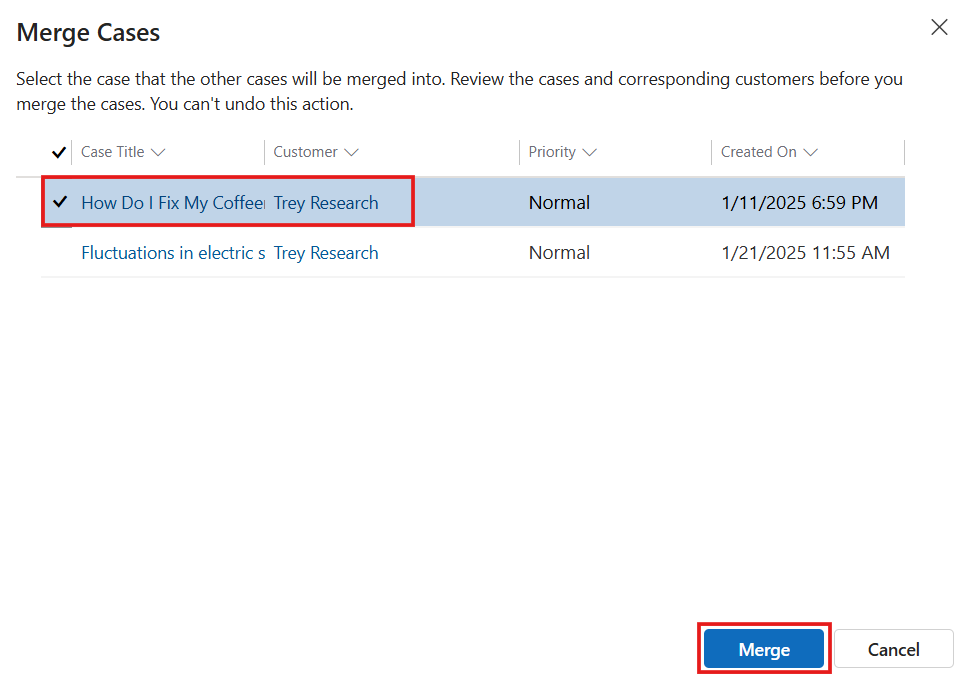 Merge Cases
Select the case that the other cases will be merged into. Review the cases and corresponding customers before you
merge the cases. You can't undo this action.
Case Title Customer Priority Created On
How Do I Fix My Coffee Trey Research Normal 1/11/2025 6:59 PM
Fluctuations in electric s Trey Research Normal 1/21/2025 11:55 AM
Merge Cancel